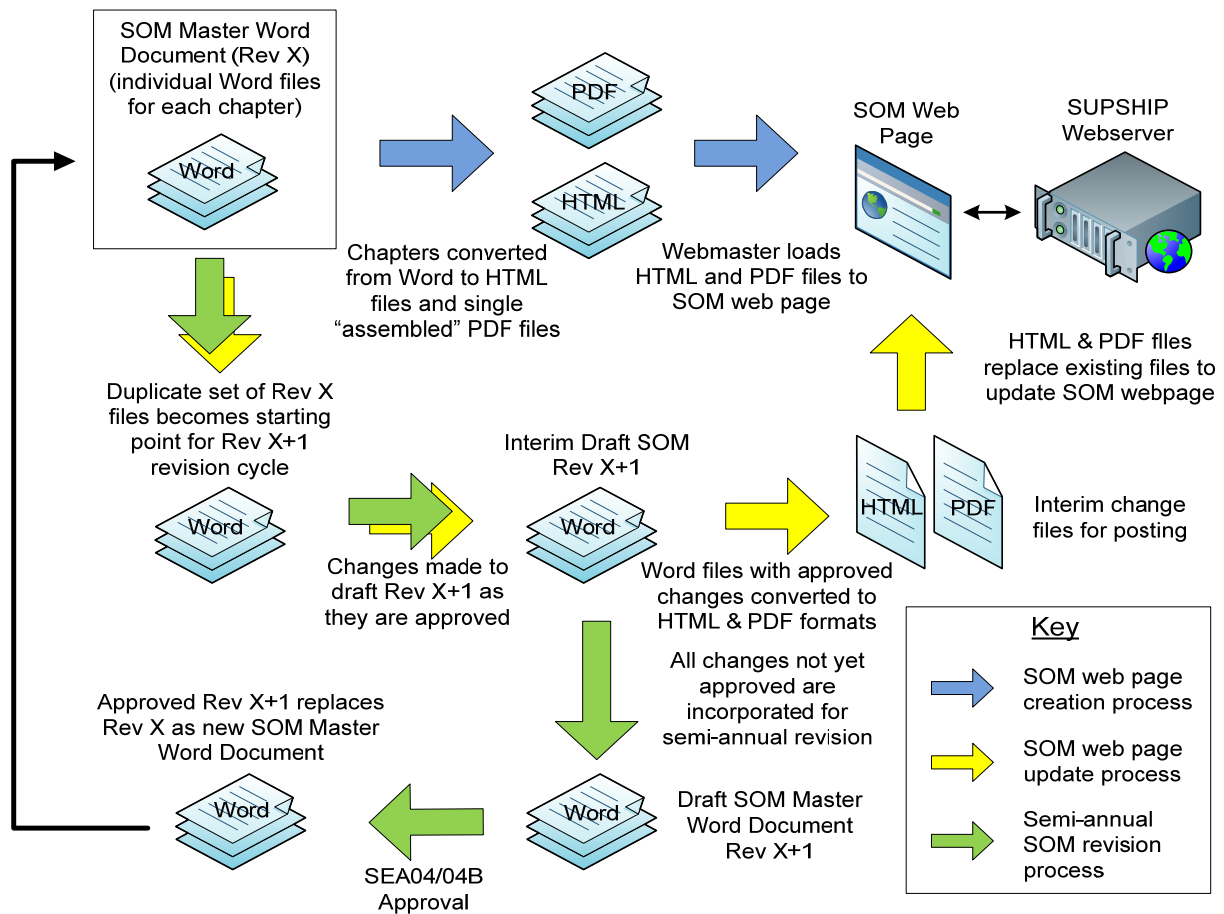 SOM Master Word
Document (Rev X)
(individual Word files
for each chapter)
Word
PDF
HTML
Chapters converted
from Word to HTML
files and single
“assembled” PDF files
Webmaster loads
HTML and PDF files to
SOM web page
SOM Web
Page
SUPSHIP
Webserver
HTML & PDF fIles
replace existing files to
update SOM webpage
Duplicate set of Rev X
files becomes starting
point for Rev X+1
revision cycle
Word
Changes made to
draft Rev X+1 as
they are approved
Interim Draft SOM
Rev X+1
Word
Word files with approved
changes converted to
HTML & PDF formats
HTML
PDF
Interim change
files for posting
All changes not yet
approved are
incorporated for
semi-annual revision
Word
Draft SOM Master
Word Document
Rev X+1
SEA04/04B
Approval
Approved Rev X+1 replaces
Rev X as new SOM Master
Word Document
Word
Key
SOM web page
creation process
SOM web page
update process
Semi-annual
SOM revision
process